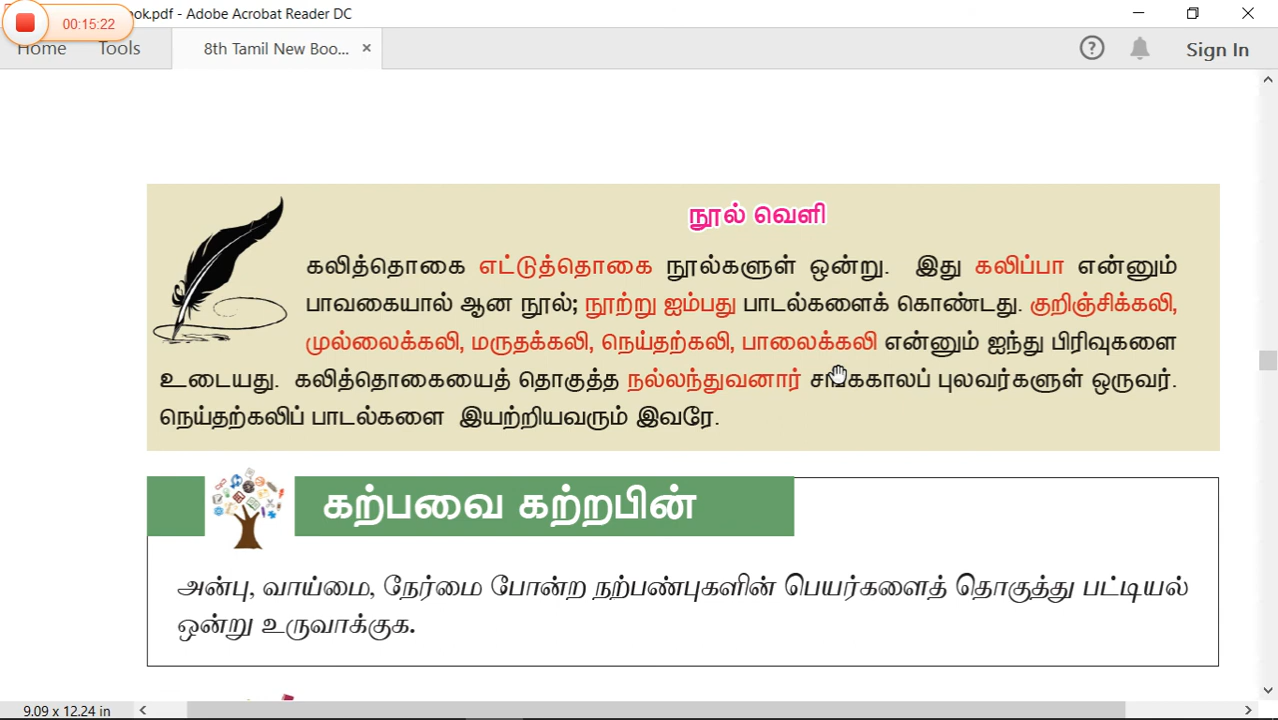 00:15:22
ook.pdf - Adobe Acrobat Reader DC
Home Tools 8th Tamil New Boo... × Sign In
நூல் வெளி
கலித்தொகை எட்டுத்தொகை நூல்களுள் ஒன்று. இது கலிப்பா என்னும்
பாவகையால் ஆன நூல்; நூற்று ஐம்பது பாடல்களைக் கொண்டது. குறிஞ்சிக்கலி,
முல்லைக்கலி, மருதக்கலி, நெய்தற்கலி, பாலைக்கலி என்னும் ஐந்து பிரிவுகளை
உடையது. கலித்தொகையைத் தொகுத்த நல்லந்துவனார் சங்ககாலப் புலவர்களுள் ஒருவர்.
நெய்தற்கலிப் பாடல்களை இயற்றியவரும் இவரே.
கற்பவை கற்றபின்
அன்பு, வாய்மை, நேர்மை போன்ற நற்பண்புகளின் பெயர்களைத் தொகுத்து பட்டியல்
ஒன்று உருவாக்குக.
9.09 x 12.24 in